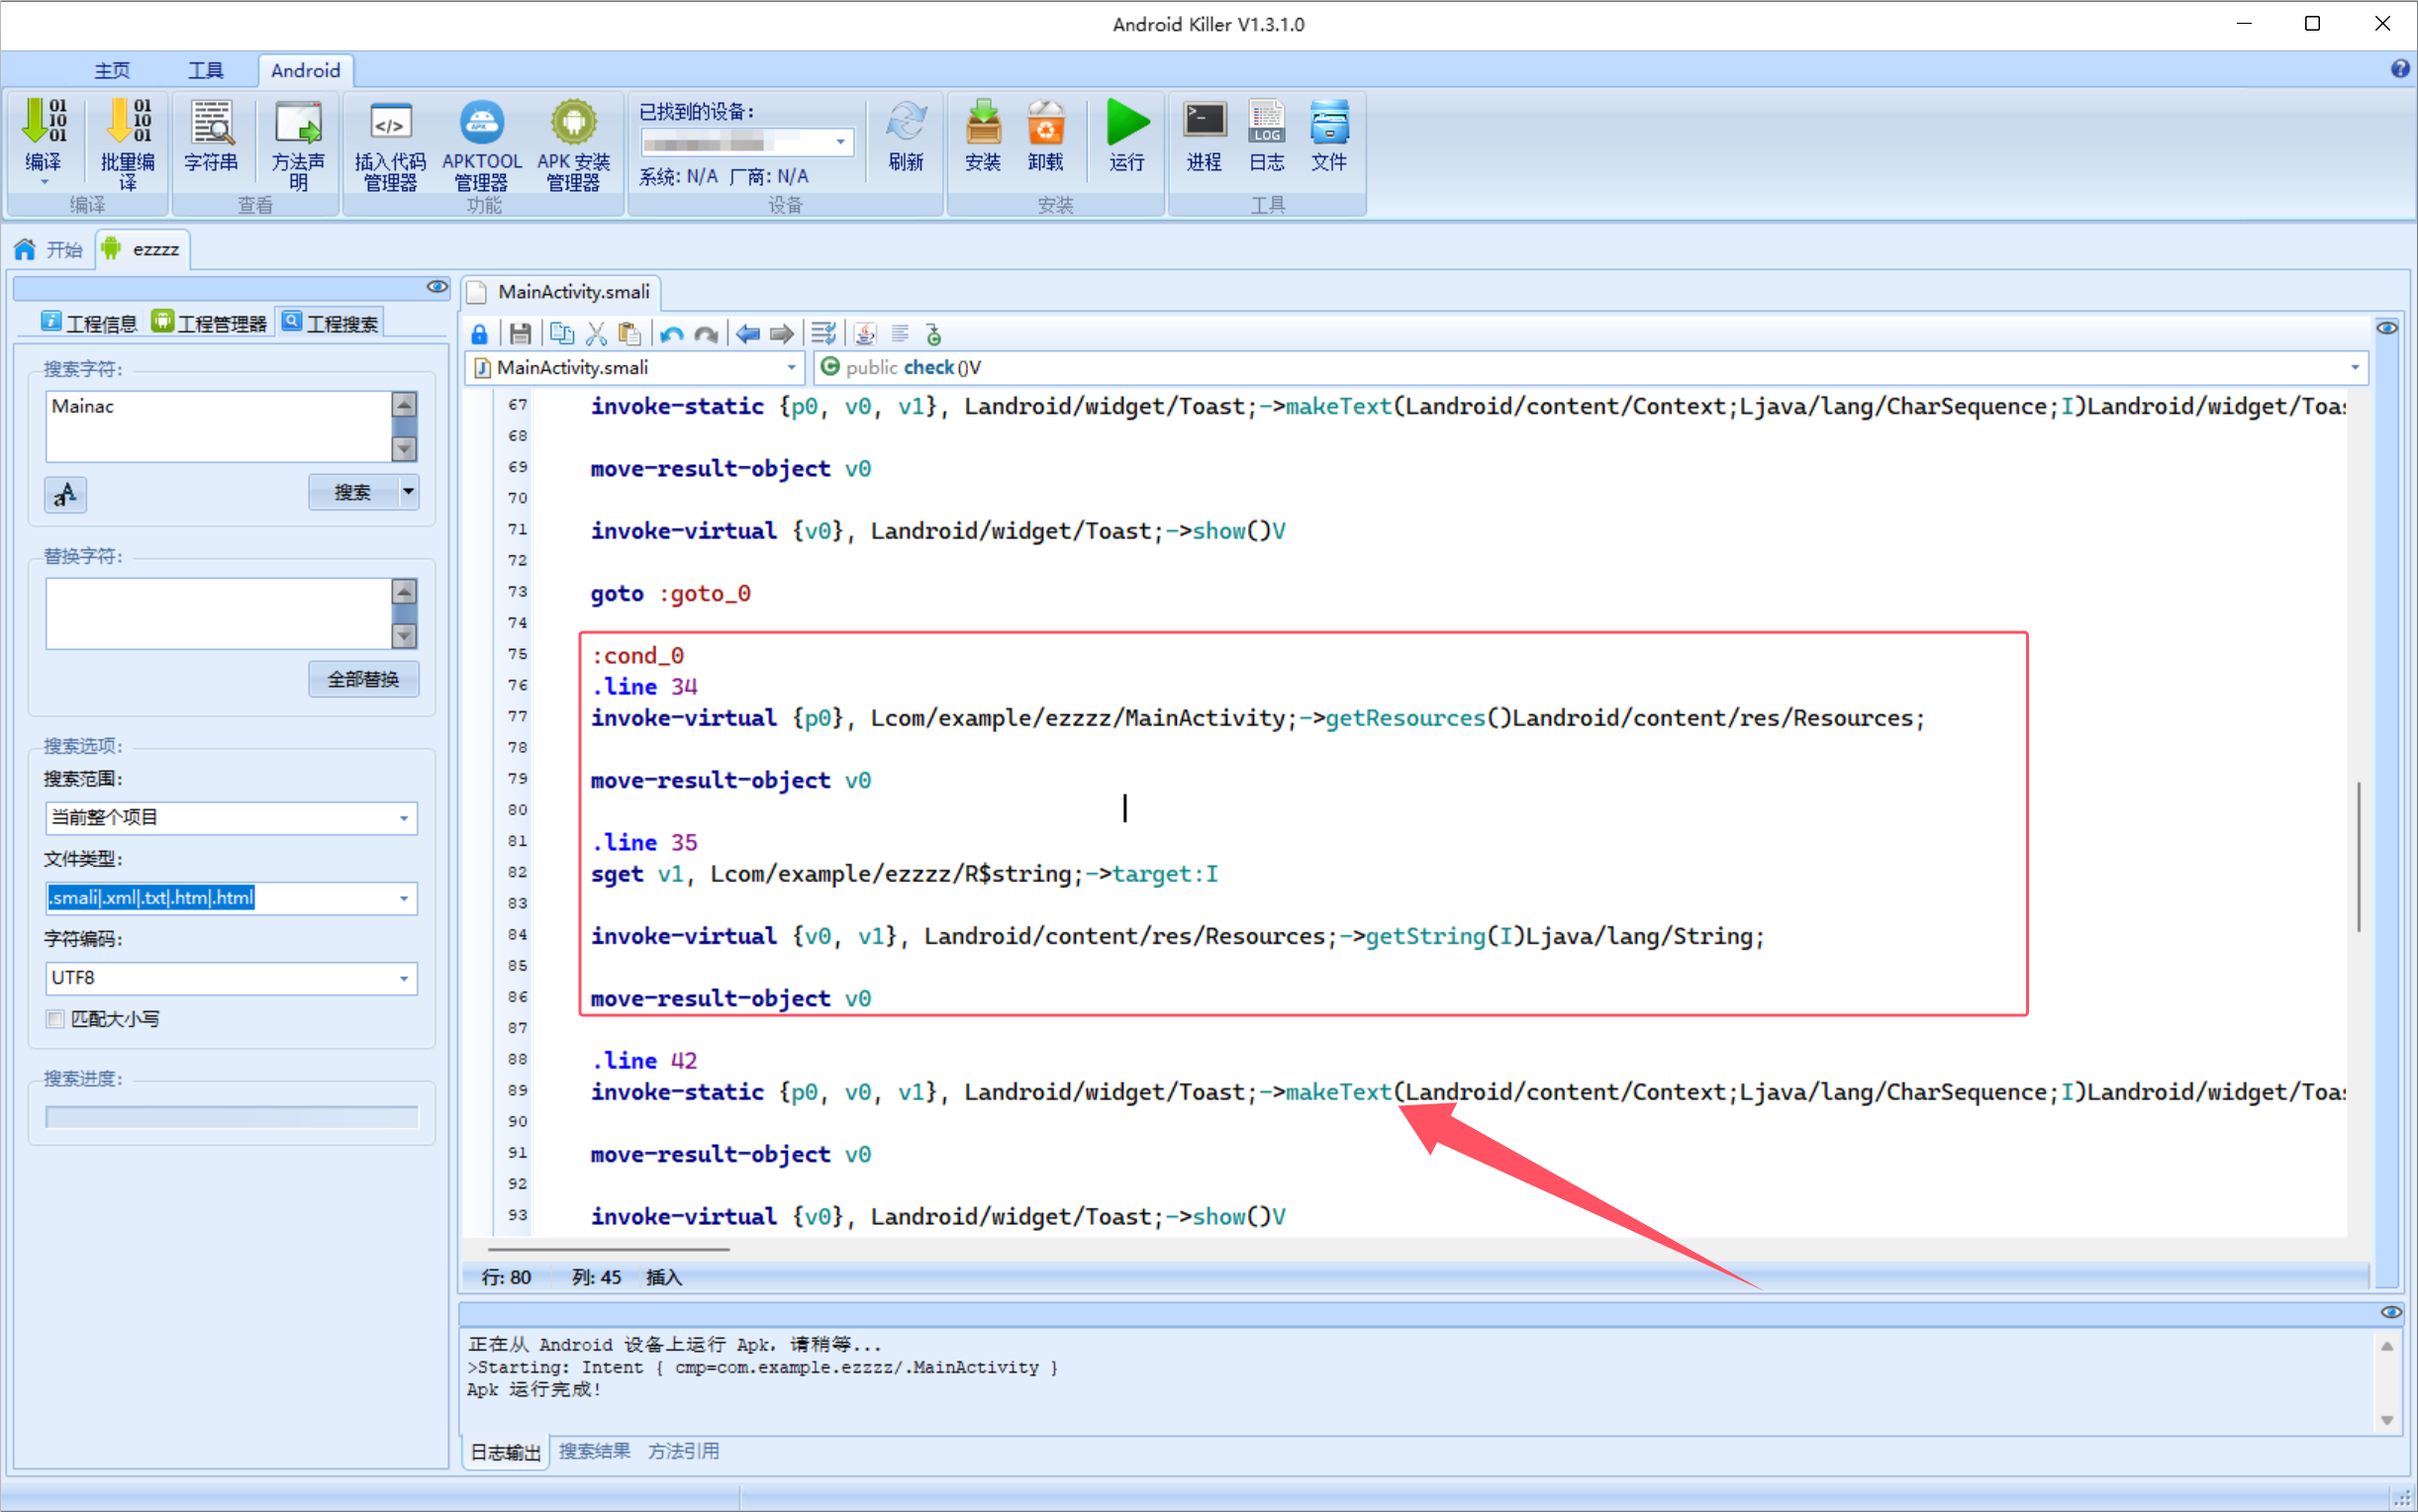 Android Killer V1.3.1.0
主页 工具 Android
编译 批量编译 字符串 方法声明 插入代码管理器 APKTOOL管理器 APK 安装管理器 已找到的设备: 系统: N/A 厂商: N/A 刷新 安装 卸载 运行 进程 日志 文件
编译 查看 功能 设备 安装 工具
开始 ezzzz
工程信息 工程管理器 工程搜索
搜索字符:
Mainac
搜索
替换字符:
全部替换
搜索选项:
搜索范围:
当前整个项目
文件类型:
.smali|.xml|.txt|.htm|.html
字符编码:
UTF8
匹配大小写
搜索进度:
MainActivity.smali
MainActivity.smali public check()V
67 invoke-static {p0, v0, v1}, Landroid/widget/Toast;->makeText(Landroid/content/Context;Ljava/lang/CharSequence;I)Landroid/widget/Toas
68
69 move-result-object v0
70
71 invoke-virtual {v0}, Landroid/widget/Toast;->show()V
72
73 goto :goto_0
74
75 :cond_0
76 .line 34
77 invoke-virtual {p0}, Lcom/example/ezzzz/MainActivity;->getResources()Landroid/content/res/Resources;
78
79 move-result-object v0
80
81 .line 35
82 sget v1, Lcom/example/ezzzz/R$string;->target:I
83
84 invoke-virtual {v0, v1}, Landroid/content/res/Resources;->getString(I)Ljava/lang/String;
85
86 move-result-object v0
87
88 .line 42
89 invoke-static {p0, v0, v1}, Landroid/widget/Toast;->makeText(Landroid/content/Context;Ljava/lang/CharSequence;I)Landroid/widget/Toas
90
91 move-result-object v0
92
93 invoke-virtual {v0}, Landroid/widget/Toast;->show()V
行: 80 列: 45 插入
正在从 Android 设备上运行 Apk，请稍等...
>Starting: Intent { cmp=com.example.ezzzz/.MainActivity }
Apk 运行完成!
日志输出 搜索结果 方法引用